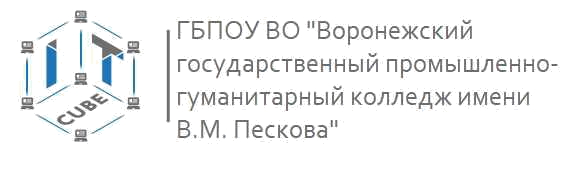 IT
CUBE
ГБПОУ ВО "Воронежский
государственный промышленно-
гуманитарный колледж имени
В.М. Пескова"